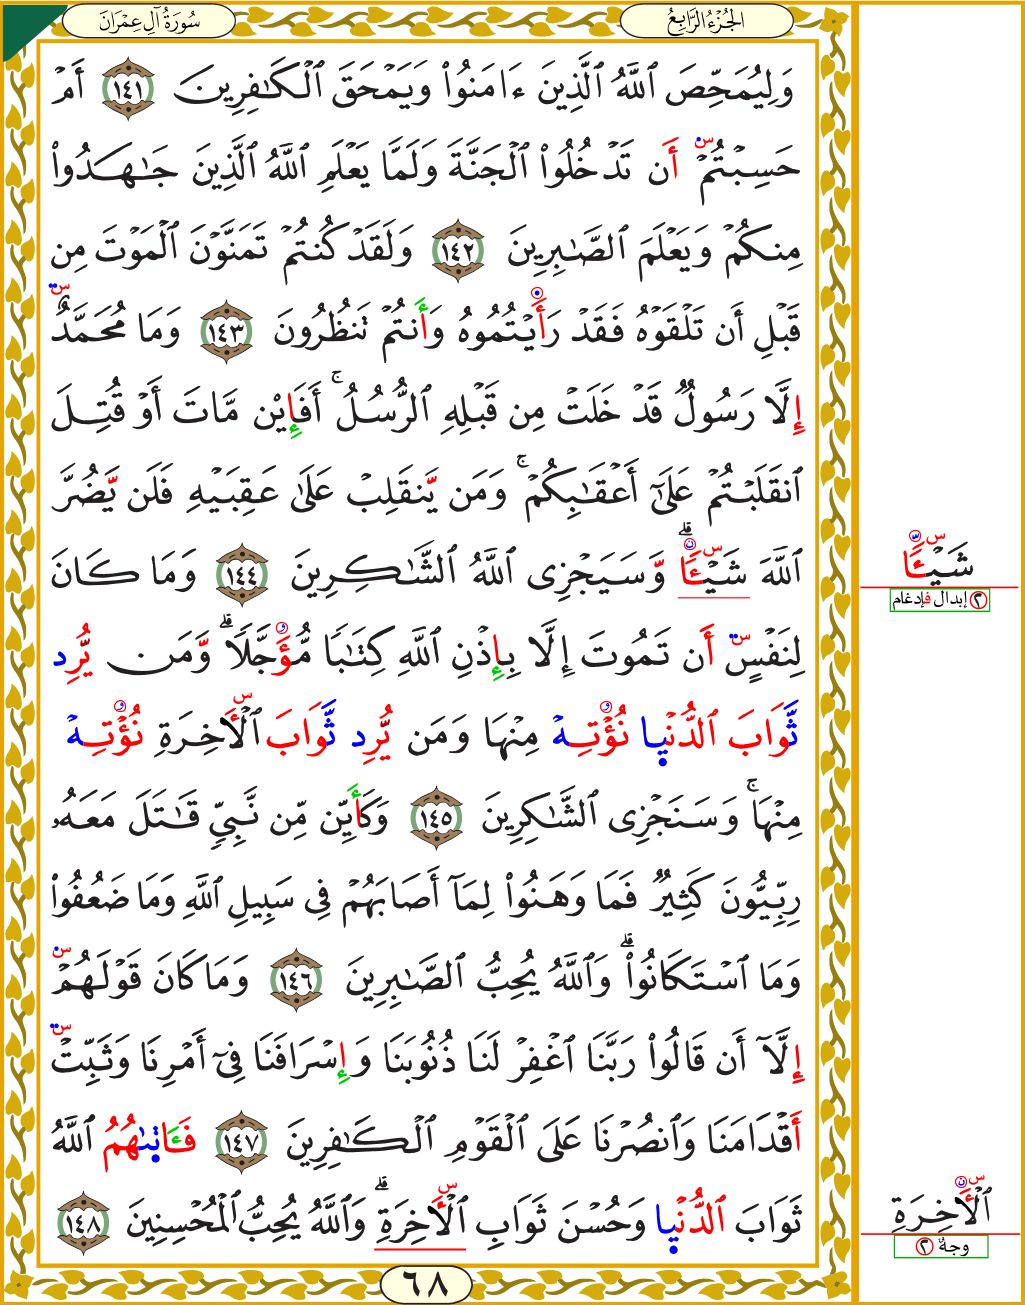 سُورَةُ آلِ عِمْرَانَ
الجُزْءُ الرَّابِعُ
وَلِيُمَحِّصَ ٱللَّهُ ٱلَّذِينَ ءَامَنُواْ وَيَمْحَقَ ٱلْكَٰفِرِينَ ١٤١ أَمْ
حَسِبْتُمْ أَن تَدْخُلُواْ ٱلْجَنَّةَ وَلَمَّا يَعْلَمِ ٱللَّهُ ٱلَّذِينَ جَٰهَدُواْ
مِنكُمْ وَيَعْلَمَ ٱلصَّٰبِرِينَ ١٤٢ وَلَقَدْ كُنتُمْ تَمَنَّوْنَ ٱلْمَوْتَ مِن
قَبْلِ أَن تَلْقَوْهُ فَقَدْ رَأَيْتُمُوهُ وَأَنتُمْ تَنظُرُونَ ١٤٣ وَمَا مُحَمَّدٌ
إِلَّا رَسُولٌ قَدْ خَلَتْ مِن قَبْلِهِ ٱلرُّسُلُ ۚ أَفَإِيْن مَّاتَ أَوْ قُتِلَ
ٱنقَلَبْتُمْ عَلَىٰٓ أَعْقَٰبِكُمْ ۚ وَمَن يَّنقَلِبْ عَلَىٰ عَقِبَيْهِ فَلَن يَّضُرَّ
ٱللَّهَ شَيْـًٔا ۗ وَّسَيَجْزِى ٱللَّهُ ٱلشَّٰكِرِينَ ١٤٤ وَمَا كَانَ
لِنَفْسٍ أَن تَمُوتَ إِلَّا بِإِذْنِ ٱللَّهِ كِتَٰبًا مُّؤَجَّلًا ۗ وَّمَن يُّرِدْ
ثَّوَابَ ٱلدُّنْيِا نُؤْتِهْ مِنْهَا وَمَن يُّرِد ثَّوَابَ ٱلْأَخِرَةِ نُؤْتِهْ
مِنْهَا ۚ وَسَنَجْزِى ٱلشَّٰكِرِينَ ١٤٥ وَكَأَيِّن مِّن نَّبِىٍّ قَٰتَلَ مَعَهُۥ
رِبِّيُّونَ كَثِيرٌ فَمَا وَهَنُواْ لِمَآ أَصَابَهُمْ فِى سَبِيلِ ٱللَّهِ وَمَا ضَعُفُواْ
وَمَا ٱسْتَكَانُواْ ۗ وَٱللَّهُ يُحِبُّ ٱلصَّٰبِرِينَ ١٤٦ وَمَا كَانَ قَوْلَهُمْ
إِلَّآ أَن قَالُواْ رَبَّنَا ٱغْفِرْ لَنَا ذُنُوبَنَا وَإِسْرَافَنَا فِىٓ أَمْرِنَا وَثَبِّتْ
أَقْدَامَنَا وَٱنصُرْنَا عَلَى ٱلْقَوْمِ ٱلْكَٰفِرِينَ ١٤٧ فَـَٔاتِىٰهُمُ ٱللَّهُ
ثَوَابَ ٱلدُّنْيِا وَحُسْنَ ثَوَابِ ٱلْأَخِرَةِ ۗ وَٱللَّهُ يُحِبُّ ٱلْمُحْسِنِينَ ١٤٨
شَيْـًٔا
٢ إبدال فإدغام
ٱلْأَخِرَةِ
٢ وجهٌ
٦٨